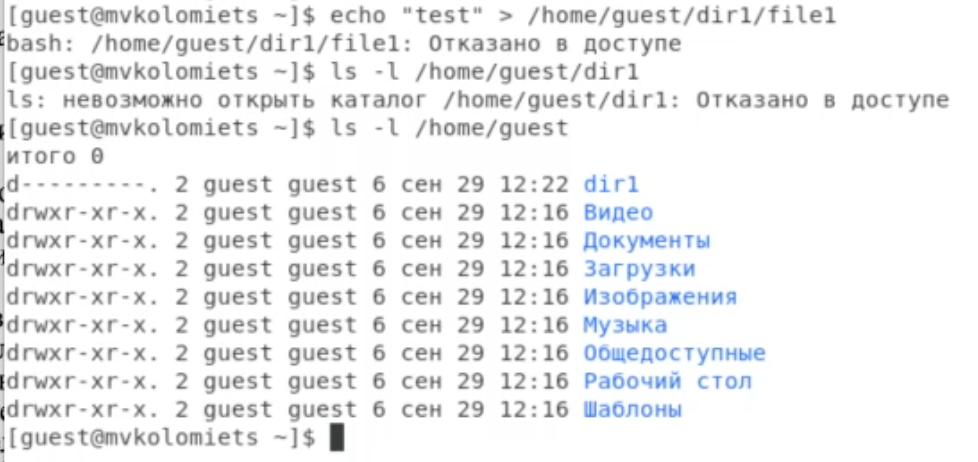 [guest@mvkolomiets ~]$ echo "test" > /home/guest/dir1/file1
bash: /home/guest/dir1/file1: Отказано в доступе
[guest@mvkolomiets ~]$ ls -l /home/guest/dir1
ls: невозможно открыть каталог /home/guest/dir1: Отказано в доступе
[guest@mvkolomiets ~]$ ls -l /home/guest
итого 0
d---------. 2 guest guest 6 сен 29 12:22 dir1
drwxr-xr-x. 2 guest guest 6 сен 29 12:16 Видео
drwxr-xr-x. 2 guest guest 6 сен 29 12:16 Документы
drwxr-xr-x. 2 guest guest 6 сен 29 12:16 Загрузки
drwxr-xr-x. 2 guest guest 6 сен 29 12:16 Изображения
drwxr-xr-x. 2 guest guest 6 сен 29 12:16 Музыка
drwxr-xr-x. 2 guest guest 6 сен 29 12:16 Общедоступные
drwxr-xr-x. 2 guest guest 6 сен 29 12:16 Рабочий стол
drwxr-xr-x. 2 guest guest 6 сен 29 12:16 Шаблоны
[guest@mvkolomiets ~]$